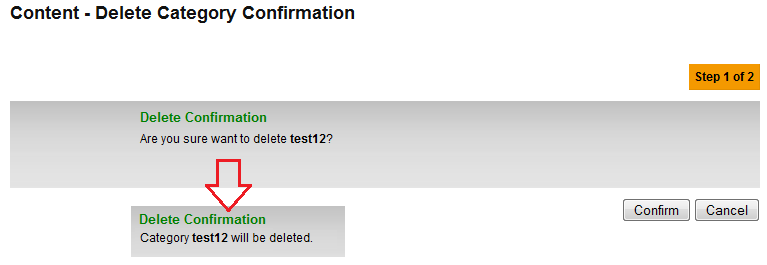 Content - Delete Category Confirmation
Step 1 of 2
Delete Confirmation
Are you sure want to delete test12?
Delete Confirmation
Category test12 will be deleted.
Confirm Cancel